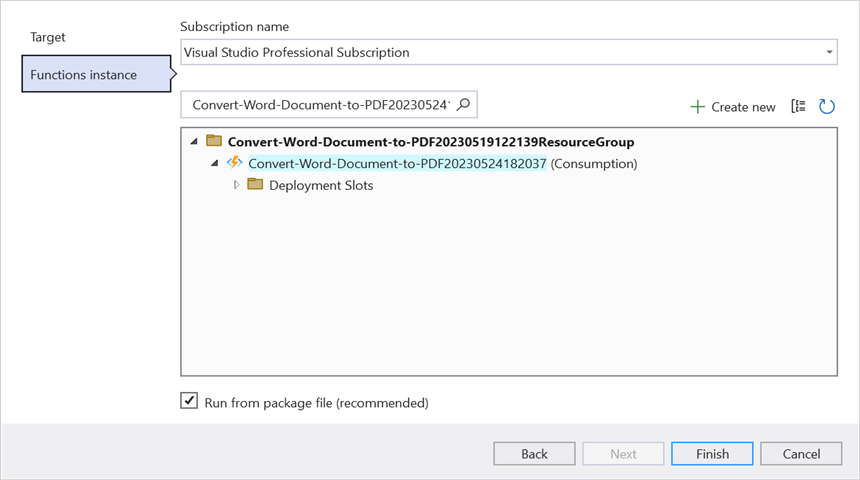 Target
Functions instance
Subscription name
Visual Studio Professional Subscription
Convert-Word-Document-to-PDF20230524
Create new
Convert-Word-Document-to-PDF20230519122139ResourceGroup
Convert-Word-Document-to-PDF20230524182037 (Consumption)
Deployment Slots
Run from package file (recommended)
Back Next Finish Cancel